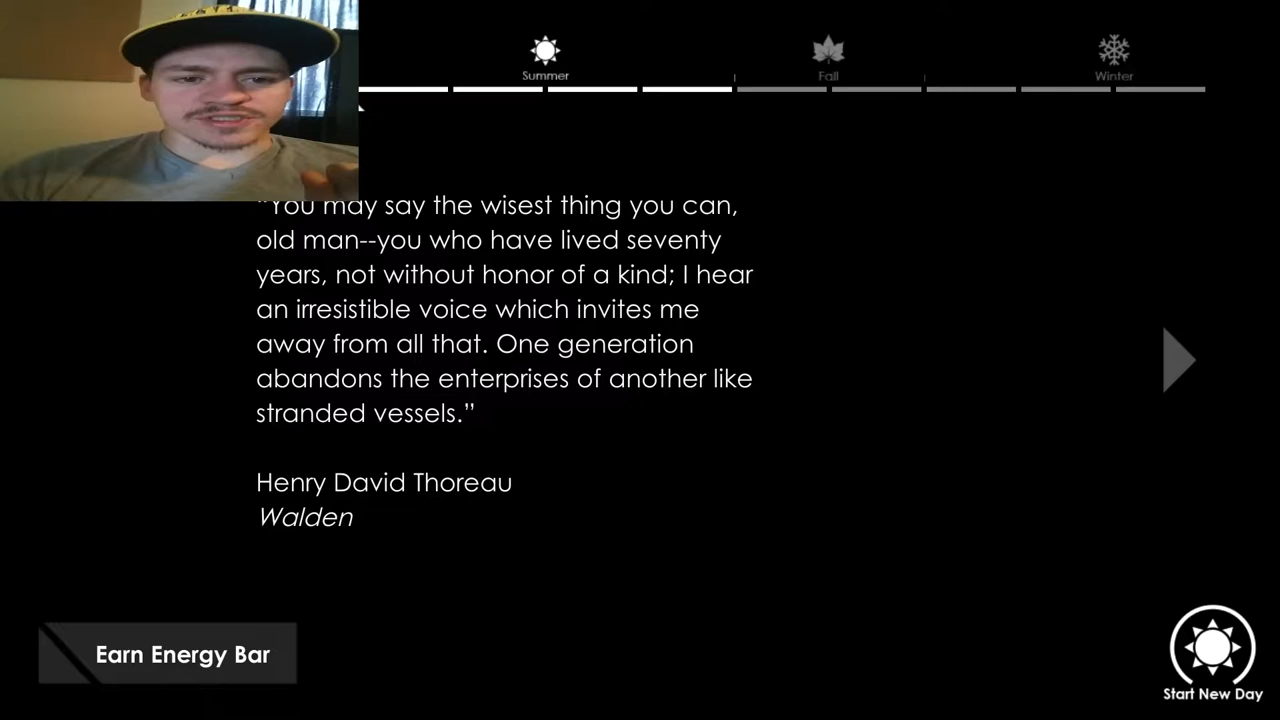 Summer
Fall
Winter
“You may say the wisest thing you can,
old man--you who have lived seventy
years, not without honor of a kind; I hear
an irresistible voice which invites me
away from all that. One generation
abandons the enterprises of another like
stranded vessels.”
Henry David Thoreau
Walden
Earn Energy Bar
Start New Day